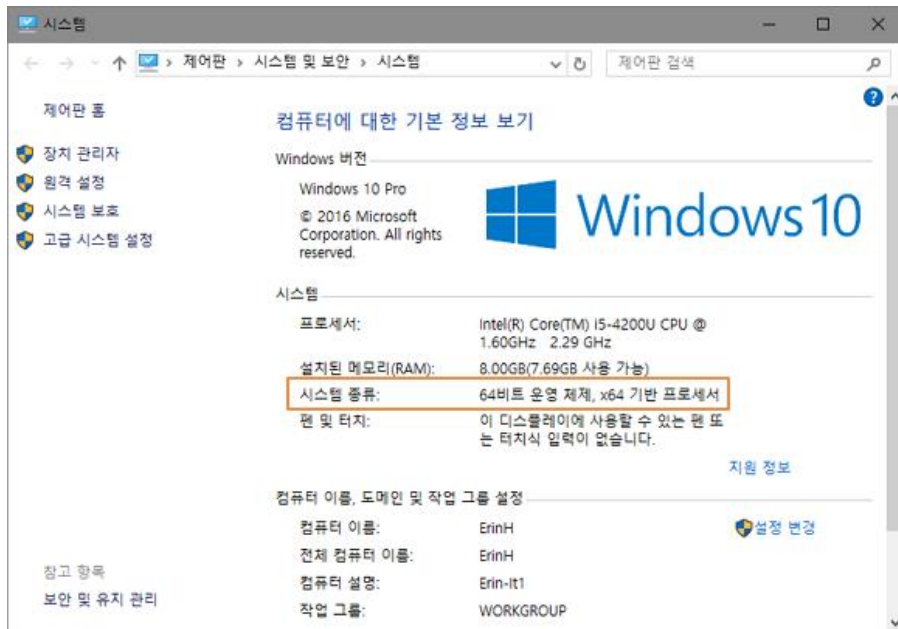 시스템
제어판 › 시스템 및 보안 › 시스템
제어판 검색
제어판 홈
장치 관리자
원격 설정
시스템 보호
고급 시스템 설정
참고 항목
보안 및 유지 관리
컴퓨터에 대한 기본 정보 보기
Windows 버전
Windows 10 Pro
© 2016 Microsoft
Corporation. All rights
reserved.
Windows 10
시스템
프로세서: Intel(R) Core(TM) i5-4200U CPU @
1.60GHz 2.29 GHz
설치된 메모리(RAM): 8.00GB(7.69GB 사용 가능)
시스템 종류: 64비트 운영 체제, x64 기반 프로세서
펜 및 터치: 이 디스플레이에 사용할 수 있는 펜 또
는 터치식 입력이 없습니다.
지원 정보
컴퓨터 이름, 도메인 및 작업 그룹 설정
컴퓨터 이름: ErinH
설정 변경
전체 컴퓨터 이름: ErinH
컴퓨터 설명: Erin-It1
작업 그룹: WORKGROUP